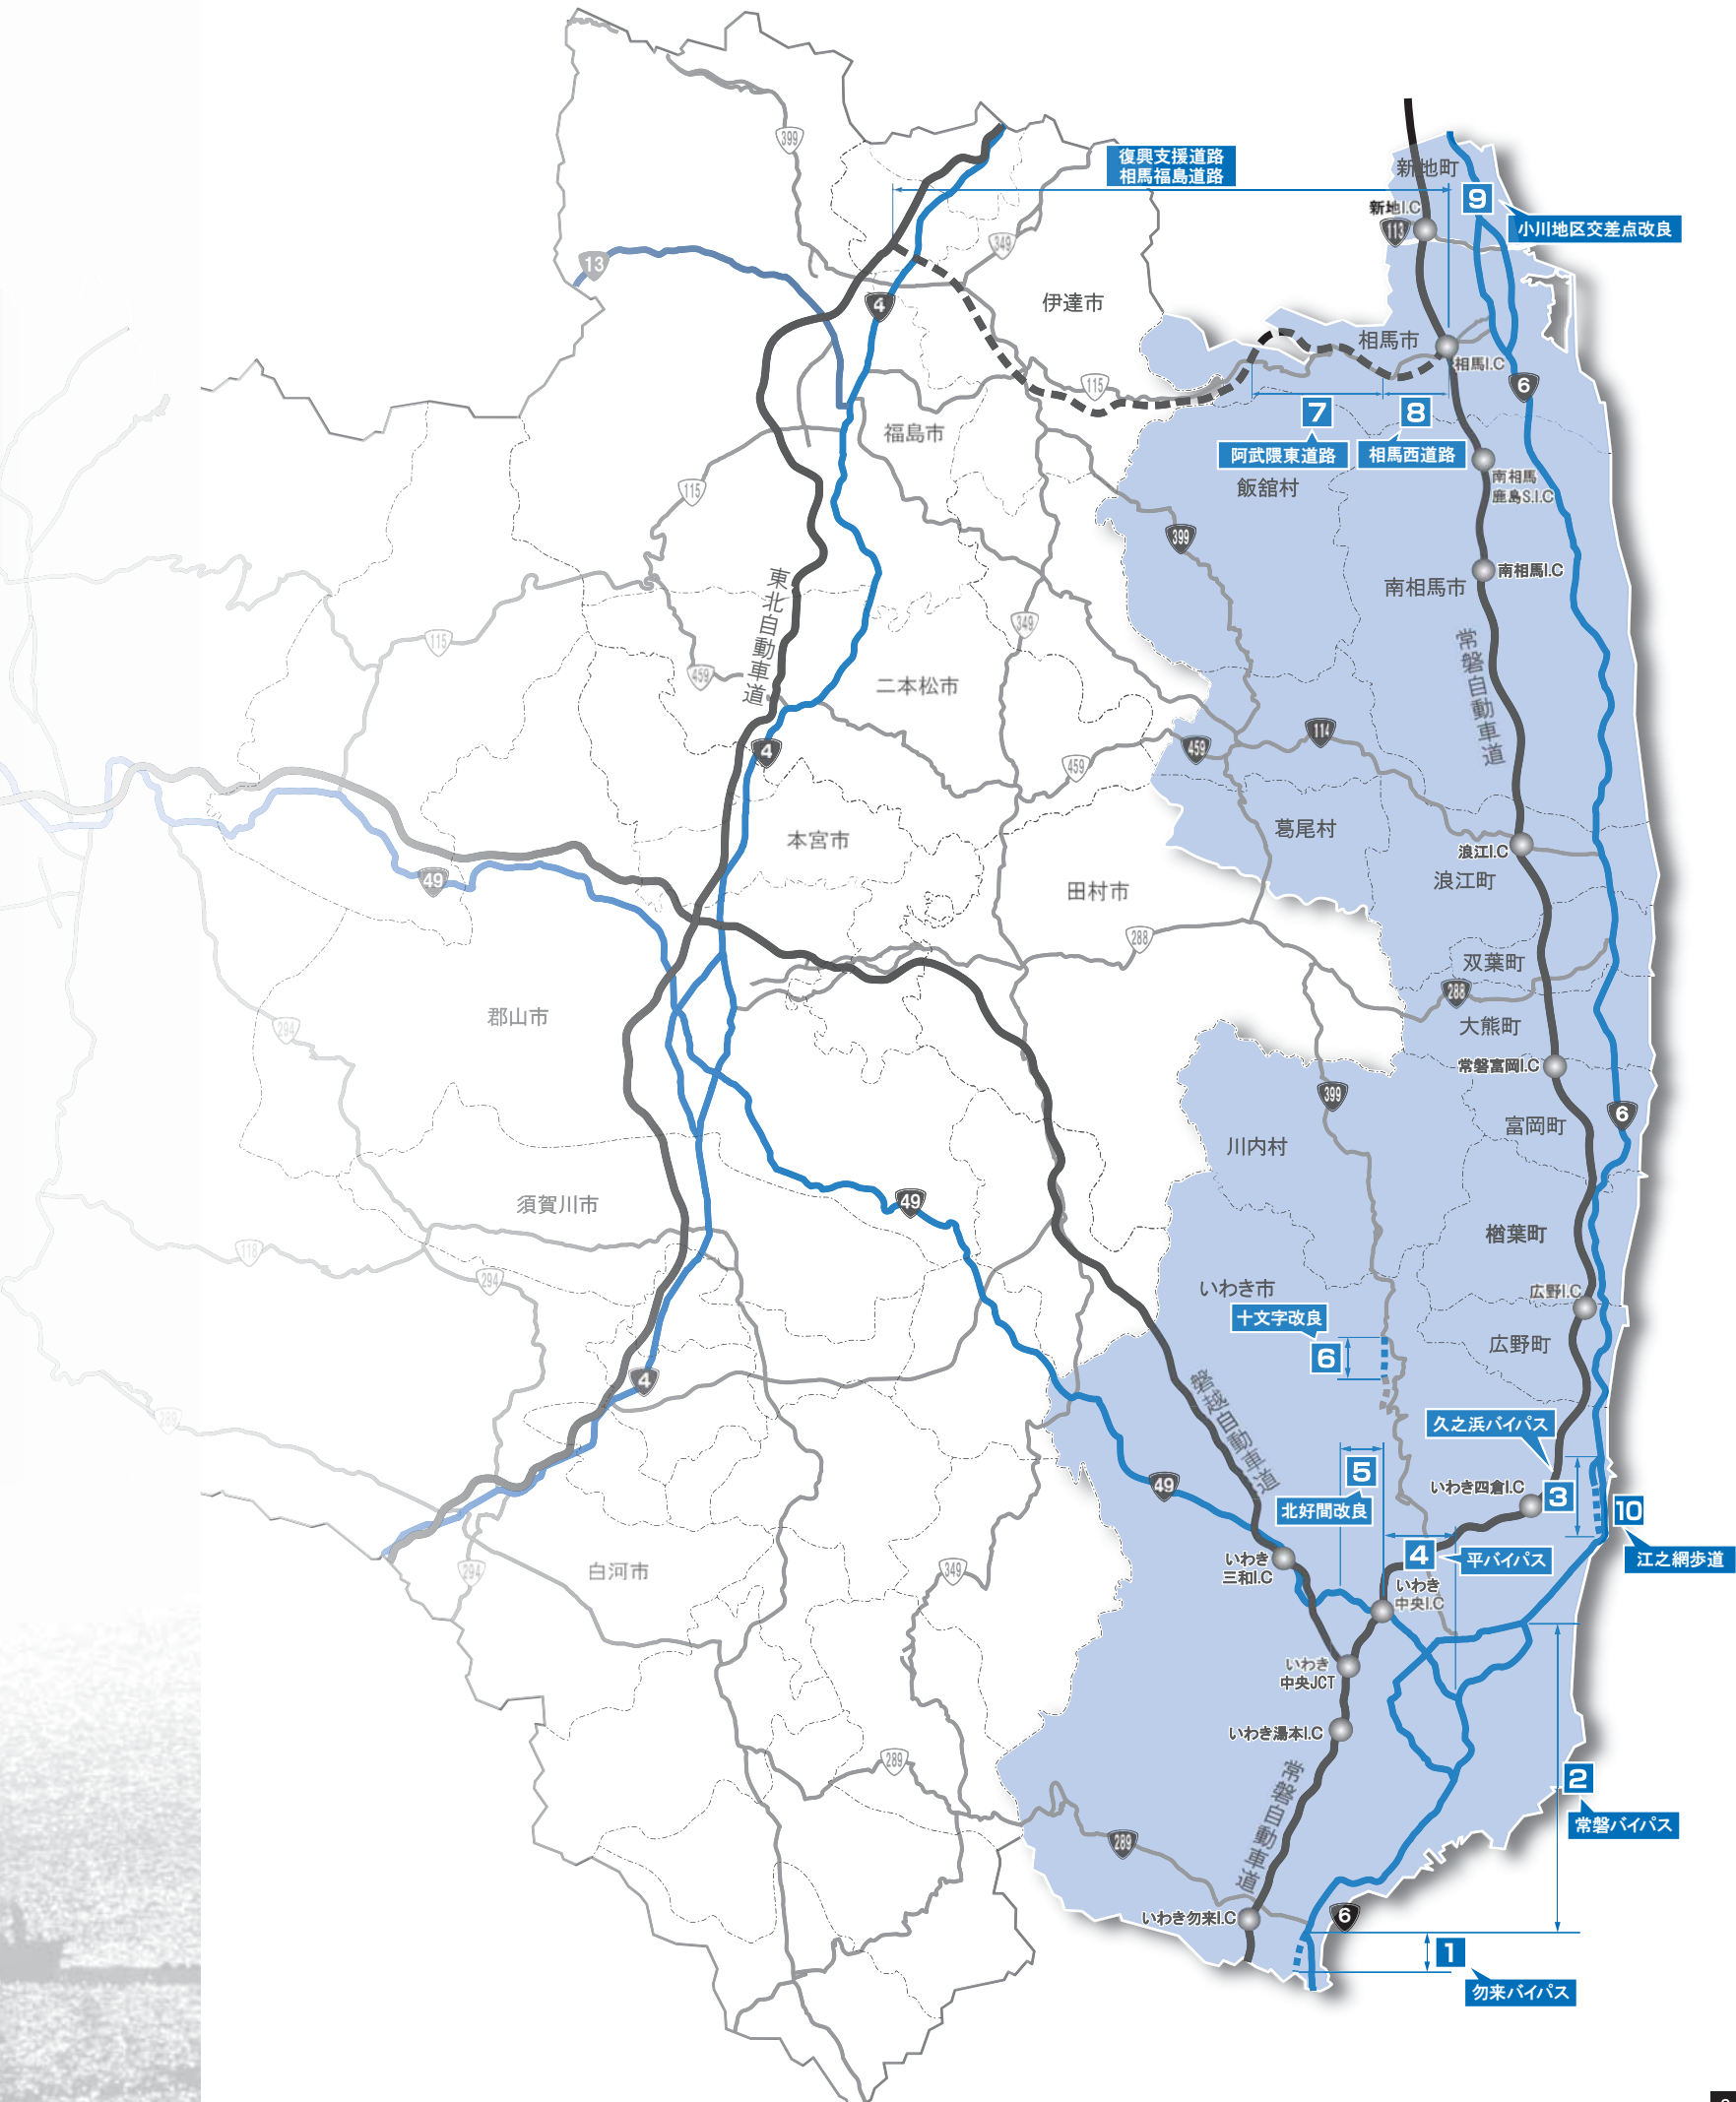 399
復興支援道路
相馬福島道路
新地町
9
新地I.C
113
小川地区交差点改良
349
13
4
伊達市
相馬市
相馬I.C
115
6
7
8
福島市
阿武隈東道路
相馬西道路
飯舘村
南相馬
鹿島S.I.C
115
399
南相馬I.C
東北自動車道
南相馬市
349
115
常磐自動車道
459
二本松市
4
459
114
459
葛尾村
本宮市
浪江I.C
49
浪江町
田村市
288
双葉町
288
郡山市
294
大熊町
常磐富岡I.C
399
6
富岡町
川内村
49
須賀川市
楢葉町
118
294
いわき市
広野I.C
十文字改良
広野町
6
4
289
磐越自動車道
久之浜バイパス
5
49
いわき四倉I.C
3
10
北好間改良
4
平バイパス
江之網歩道
いわき
三和I.C
白河市
294
349
いわき
中央I.C
いわき
中央JCT
いわき湯本I.C
289
常磐自動車道
2
常磐バイパス
289
いわき勿来I.C
6
1
勿来バイパス